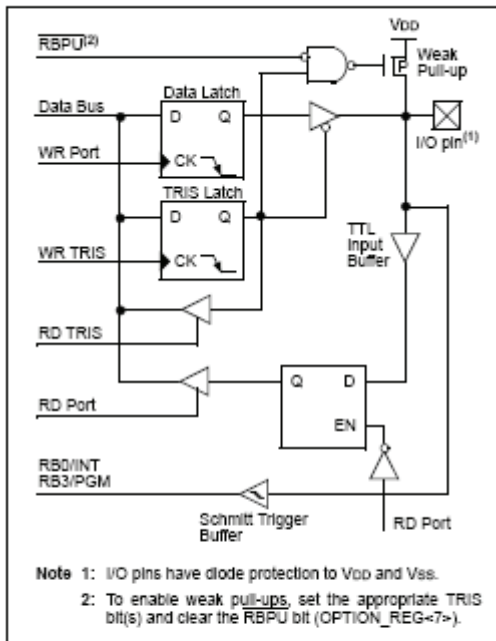 VDD
RBPU(2)
P
Weak
Pull-up
Data Bus
Data Latch
D Q
I/O pin(1)
WR Port
CK
TRIS Latch
D Q
TTL
Input
Buffer
WR TRIS
CK
RD TRIS
Q D
RD Port
EN
RB0/INT
RB3/PGM
Schmitt Trigger
Buffer
RD Port
Note 1: I/O pins have diode protection to VDD and VSS.
2: To enable weak pull-ups, set the appropriate TRIS
bit(s) and clear the RBPU bit (OPTION_REG<7>).